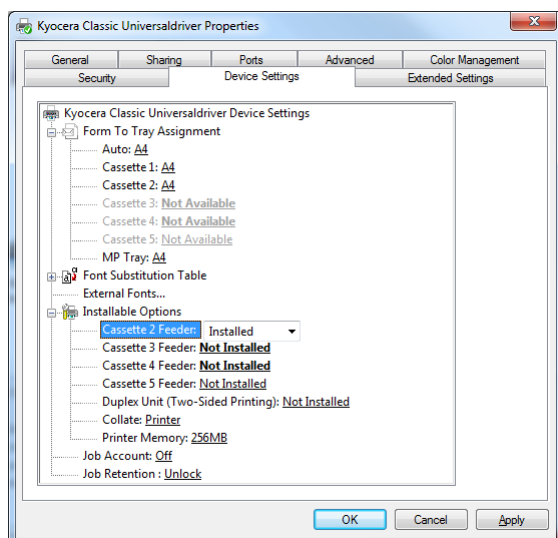 Kyocera Classic Universaldriver Properties
General Sharing Ports Advanced Color Management
Security Device Settings Extended Settings
Kyocera Classic Universaldriver Device Settings
Form To Tray Assignment
Auto: A4
Cassette 1: A4
Cassette 2: A4
Cassette 3: Not Available
Cassette 4: Not Available
Cassette 5: Not Available
MP Tray: A4
Font Substitution Table
External Fonts...
Installable Options
Cassette 2 Feeder: Installed
Cassette 3 Feeder: Not Installed
Cassette 4 Feeder: Not Installed
Cassette 5 Feeder: Not Installed
Duplex Unit (Two-Sided Printing): Not Installed
Collate: Printer
Printer Memory: 256MB
Job Account: Off
Job Retention : Unlock
OK Cancel Apply